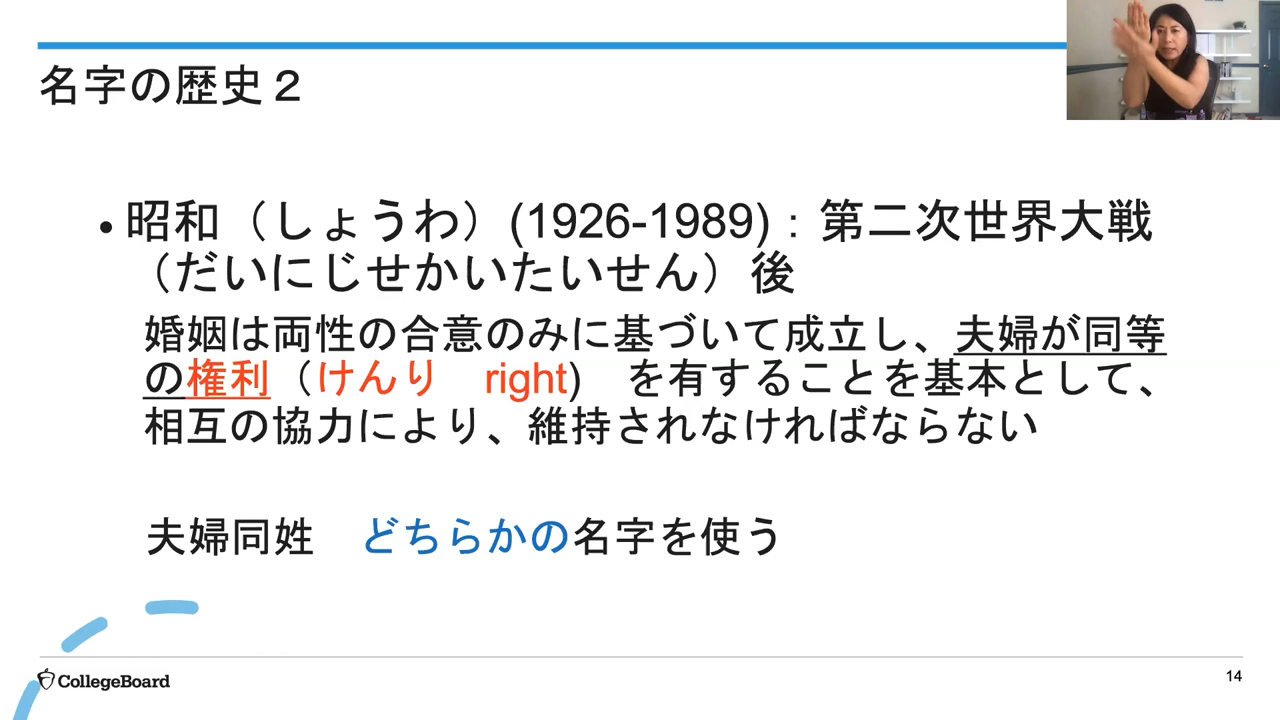 名字の歴史２
• 昭和（しょうわ）(1926-1989)：第二次世界大戦
（だいにじせかいたいせん）後
婚姻は両性の合意のみに基づいて成立し、夫婦が同等
の権利（けんり　right)　を有することを基本として、
相互の協力により、維持されなければならない
夫婦同姓　どちらかの名字を使う
CollegeBoard
14